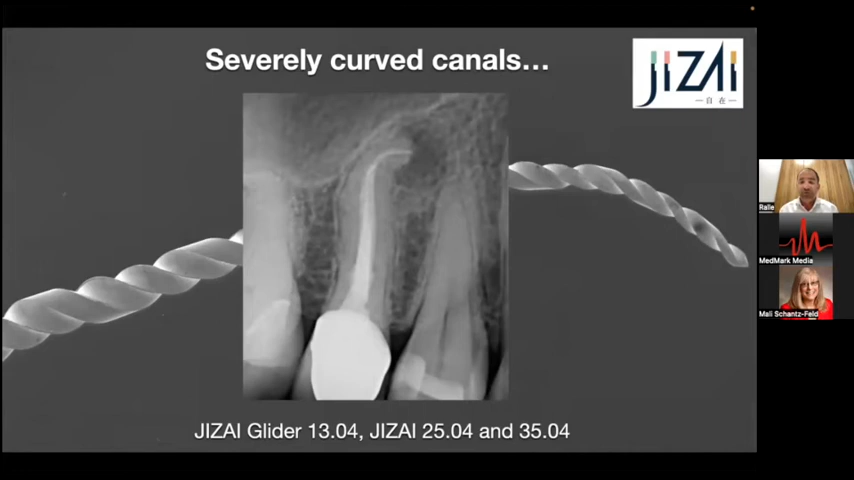 Severely curved canals...
JIZAI
— 自 在 —
JIZAI Glider 13.04, JIZAI 25.04 and 35.04
Ralle
MedMark Media
Mali Schantz-Feld